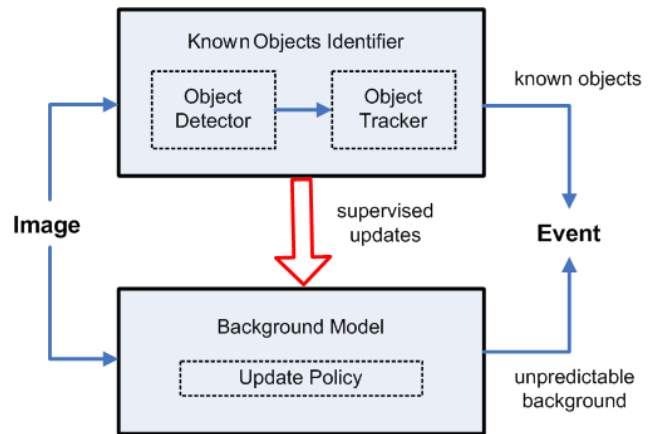 Known Objects Identifier
Object
Detector
Object
Tracker
known objects
Image
supervised
updates
Event
Background Model
Update Policy
unpredictable
background